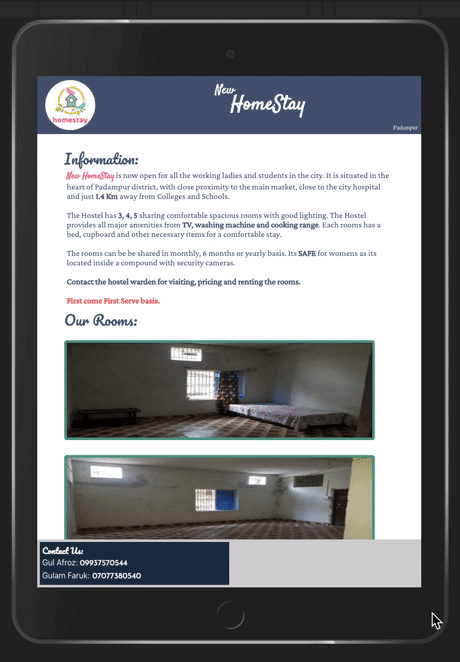 homestay
New
HomeStay
Padampur
Information:
New HomeStay is now open for all the working ladies and students in the city. It is situated in the
heart of Padampur district, with close proximity to the main market, close to the city hospital
and just 1.4 Km away from Colleges and Schools.
The Hostel has 3, 4, 5 sharing comfortable spacious rooms with good lighting. The Hostel
provides all major amenities from TV, washing machine and cooking range. Each rooms has a
bed, cupboard and other necessary items for a comfortable stay.
The rooms can be be shared in monthly, 6 months or yearly basis. Its SAFE for womens as its
located inside a compound with security cameras.
Contact the hostel warden for visiting, pricing and renting the rooms.
First come First Serve basis.
Our Rooms:
Contact Us:
Gul Afroz: 09937570544
Gulam Faruk: 07077380540